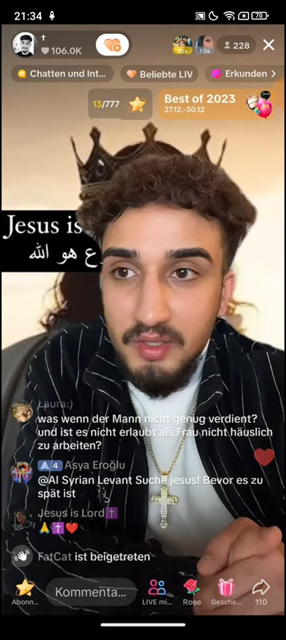 21:34
70
†
106.0K
10+
10+
228
Chatten und Int...
Beliebte LIV
Erkunden
13/777
Best of 2023
27.12.-30.12
Jesus is
ع هو الله
Laura:)
was wenn der Mann nicht genug verdient?
und ist es nicht erlaubt als Frau nicht häuslich
zu arbeiten?
4 Asya Eroğlu
@Al Syrian Levant Suche jesus! Bevor es zu
spät ist
Jesus is Lord✝️
🙏✝️❤️
FatCat ist beigetreten
Kommenta...
Abonn...
LIVE mi...
Rose
Gesche...
110